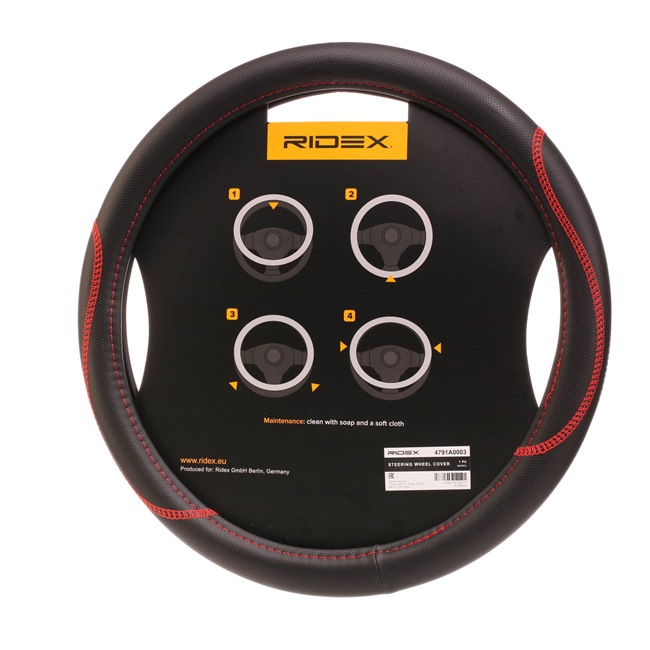 RIDEX
1
2
3
4
Maintenance: clean with soap and a soft cloth
RIDEX 4791A0003
STEERING WHEEL COVER 1 PC
www.ridex.eu
Produced for: Ridex GmbH Berlin, Germany